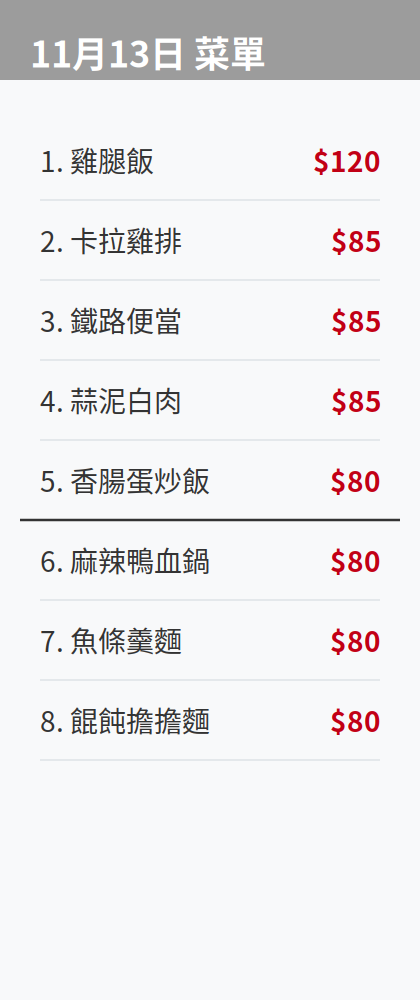 11月13日 菜單
1. 雞腿飯 $120
2. 卡拉雞排 $85
3. 鐵路便當 $85
4. 蒜泥白肉 $85
5. 香腸蛋炒飯 $80
6. 麻辣鴨血鍋 $80
7. 魚條羹麵 $80
8. 餛飩擔擔麵 $80